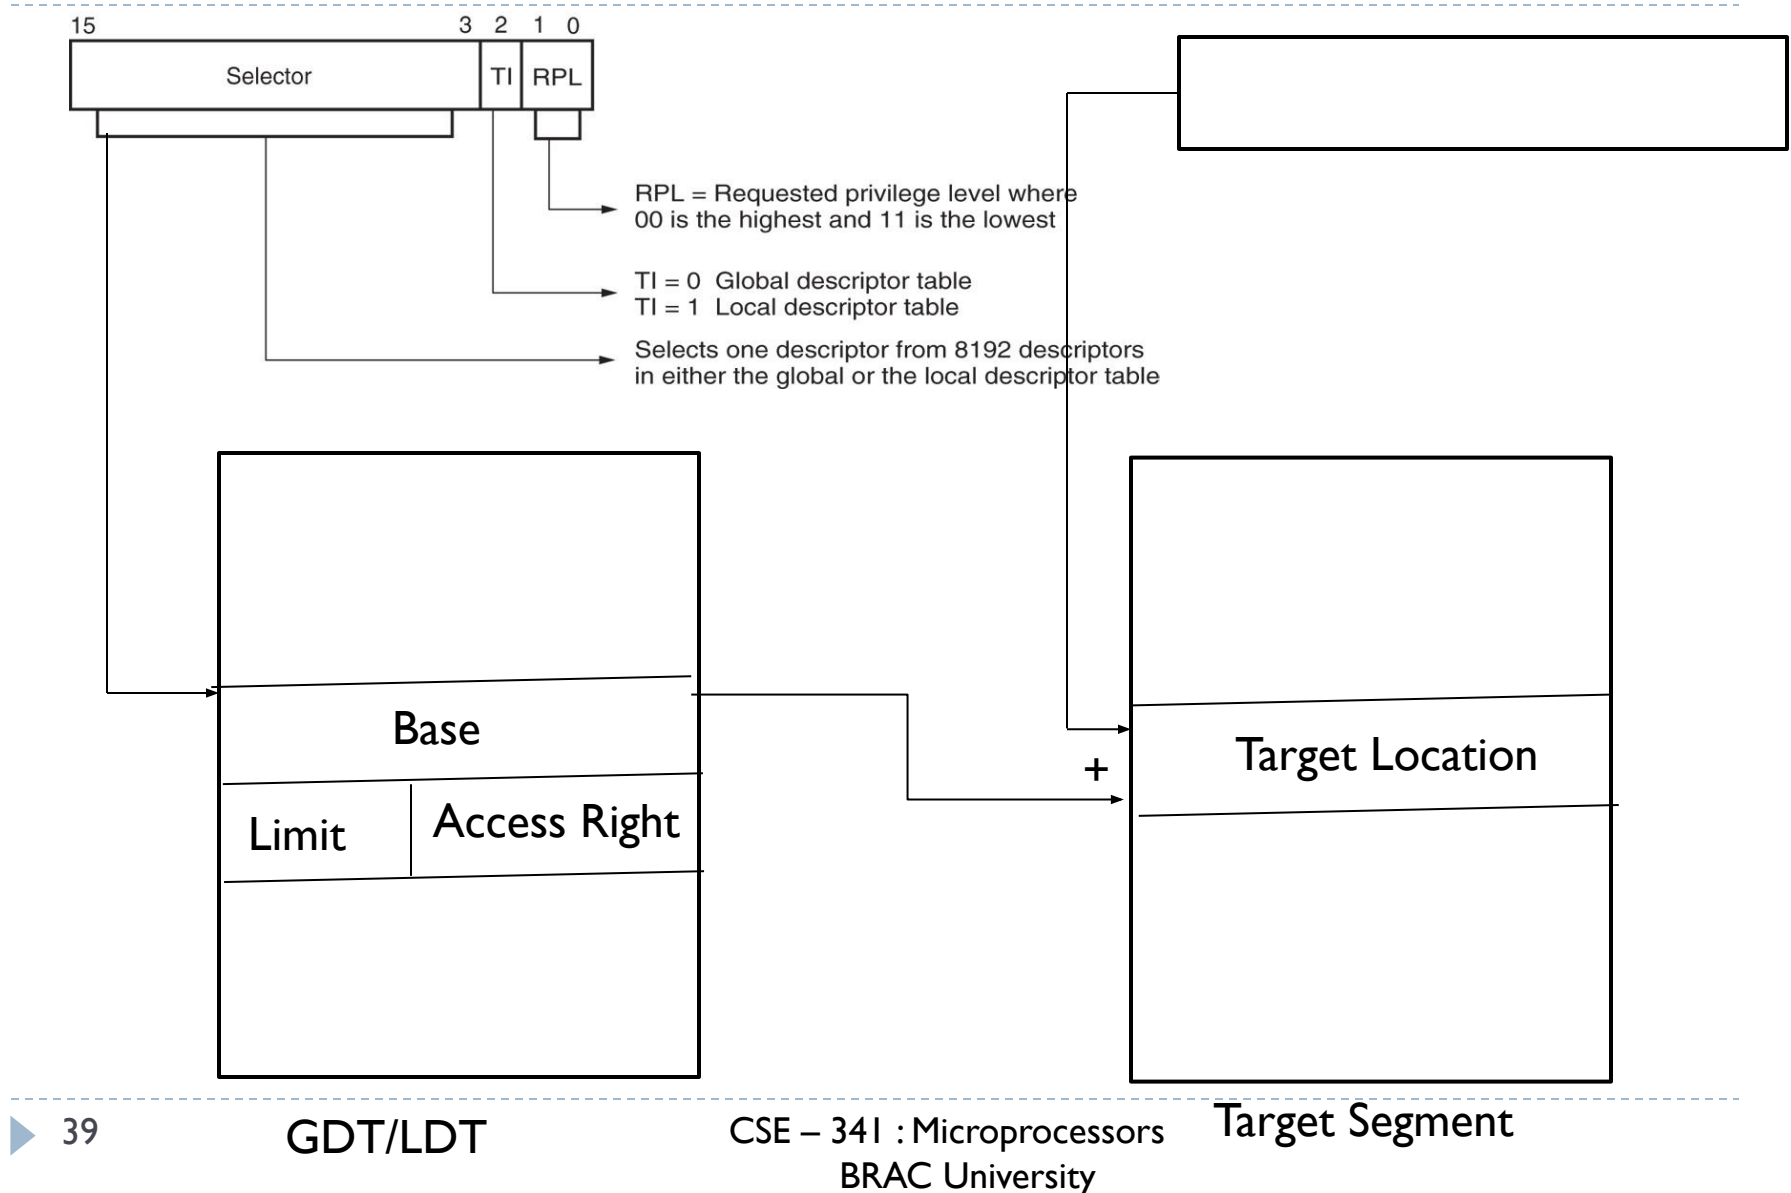 15 3 2 1 0
Selector TI RPL
RPL = Requested privilege level where
00 is the highest and 11 is the lowest
TI = 0 Global descriptor table
TI = 1 Local descriptor table
Selects one descriptor from 8192 descriptors
in either the global or the local descriptor table
Base
Limit Access Right
+
Target Location
39
GDT/LDT
CSE – 341 : Microprocessors
BRAC University
Target Segment